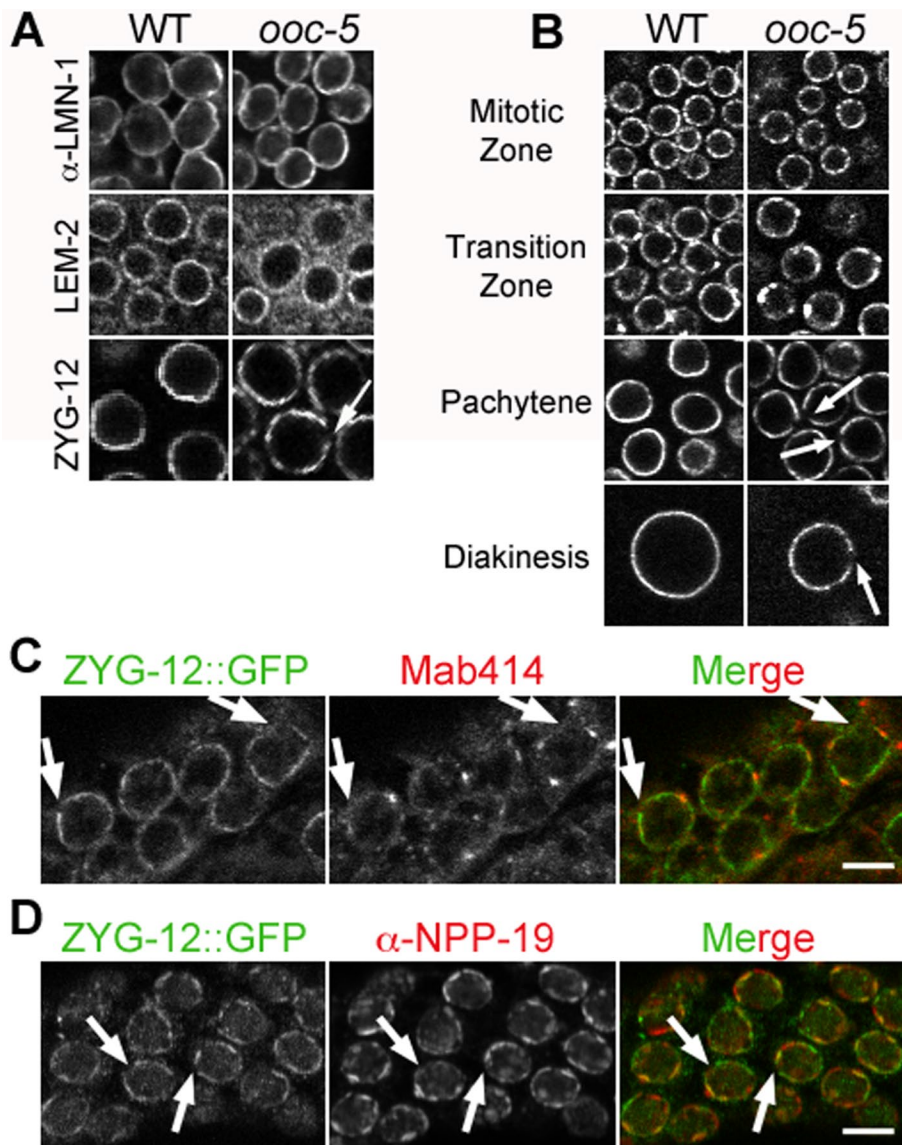 A
WT
ooc-5
α-LMN-1
LEM-2
ZYG-12
B
WT
ooc-5
Mitotic
Zone
Transition
Zone
Pachytene
Diakinesis
C
ZYG-12::GFP
Mab414
Merge
D
ZYG-12::GFP
α-NPP-19
Merge